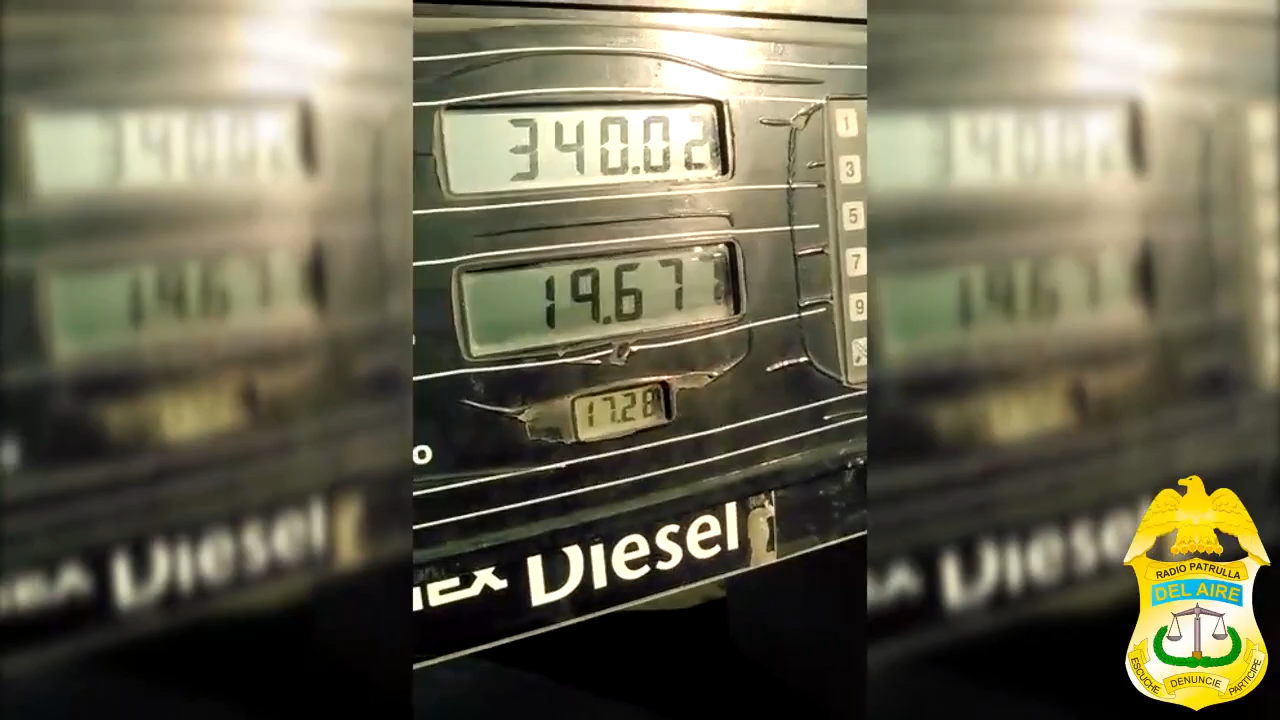 340.02
1
3
5
19.67
7
9
17.28
o
EX Diesel
RADIO PATRULLA
DEL AIRE
ESCUCHE DENUNCIE PARTICIPE